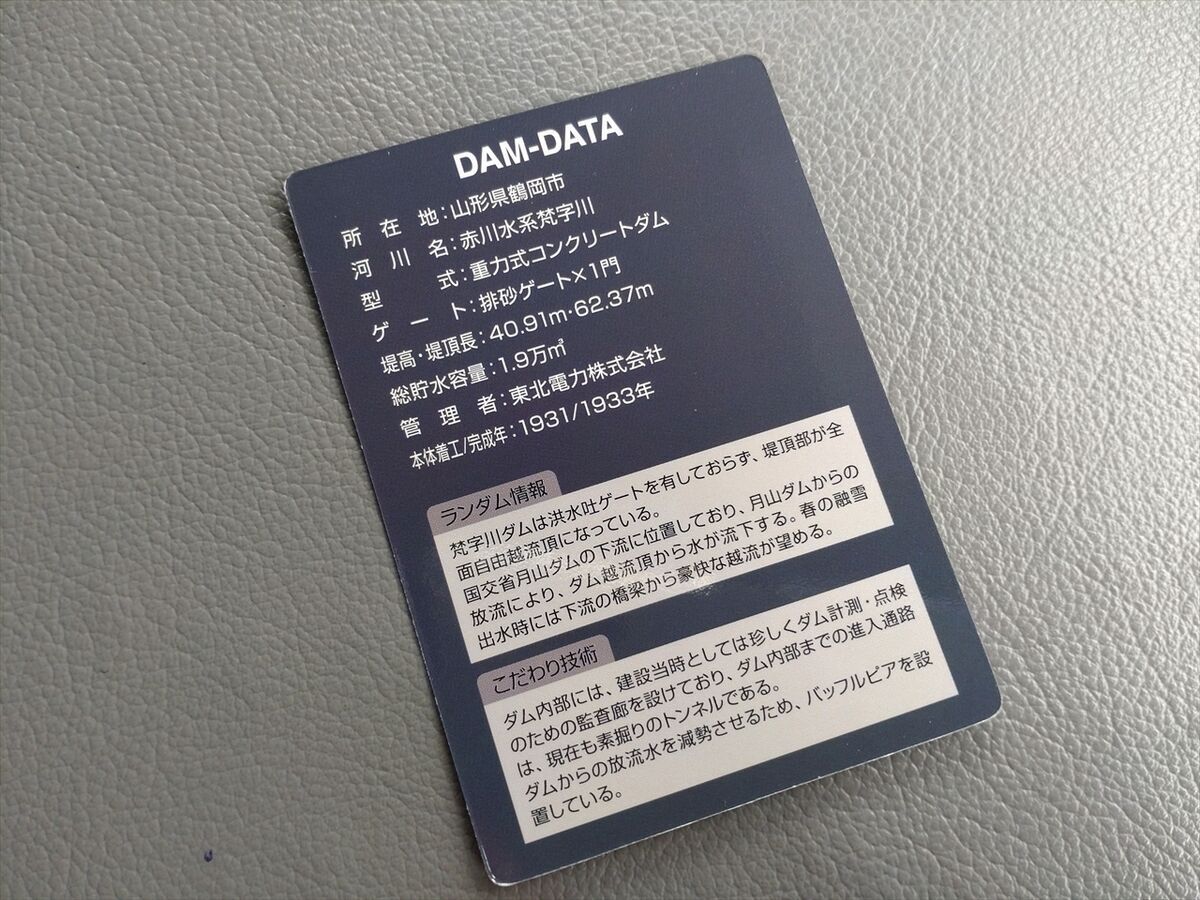 DAM-DATA
所在地:山形県鶴岡市
河川名:赤川水系梵字川
型式:重力式コンクリートダム
ゲート:排砂ゲート×1門
堤高・堤頂長:40.91m・62.37m
総貯水容量:1.9万㎥
管理者:東北電力株式会社
本体着工/完成年:1931/1933年
ランダム情報
梵字川ダムは洪水吐ゲートを有しておらず、堤頂部が全
面自由越流頂になっている。
国交省月山ダムの下流に位置しており、月山ダムからの
放流により、ダム越流頂から水が流下する。春の融雪
出水時には下流の橋梁から豪快な越流が望める。
こだわり技術
ダム内部には、建設当時としては珍しくダム計測・点検
のための監査廊を設けており、ダム内部までの進入通路
は、現在も素掘りのトンネルである。
ダムからの放流水を減勢させるため、バッフルピアを設
置している。